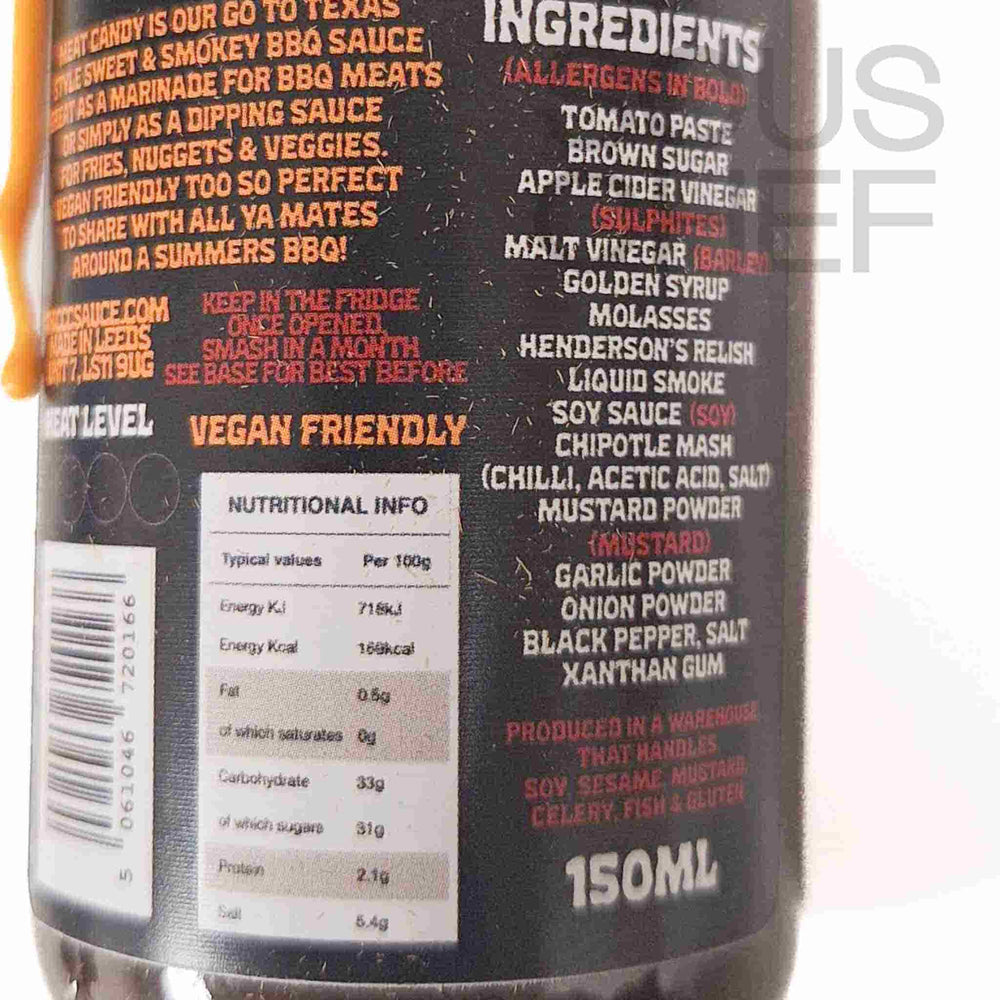 MEAT CANDY IS OUR GO TO TEXAS
STYLE SWEET & SMOKEY BBQ SAUCE
AS A MARINADE FOR BBQ MEATS
OR SIMPLY AS A DIPPING SAUCE
FOR FRIES, NUGGETS & VEGGIES.
VEGAN FRIENDLY TOO SO PERFECT
TO SHARE WITH ALL YA MATES
AROUND A SUMMERS BBQ!
MADE IN LEEDS
7, LS11 9UG
KEEP IN THE FRIDGE
ONCE OPENED,
SMASH IN A MONTH
SEE BASE FOR BEST BEFORE
LEVEL
VEGAN FRIENDLY
NUTRITIONAL INFO
Typical values Per 100g
Energy KJ
Energy Kcal
Fat 0.5g
of which saturates 0g
Carbohydrate 33g
of which sugars 31g
Protein 2.1g
Salt 5.4g
5 061046 720166
INGREDIENTS
(ALLERGENS IN BOLD)
TOMATO PASTE
BROWN SUGAR
APPLE CIDER VINEGAR
(SULPHITES)
MALT VINEGAR (BARLEY)
GOLDEN SYRUP
MOLASSES
HENDERSON'S RELISH
LIQUID SMOKE
SOY SAUCE (SOY)
CHIPOTLE MASH
(CHILLI, ACETIC ACID, SALT)
MUSTARD POWDER
(MUSTARD)
GARLIC POWDER
ONION POWDER
BLACK PEPPER, SALT
XANTHAN GUM
PRODUCED IN A WAREHOUSE
THAT HANDLES
SOY, SESAME, MUSTARD,
CELERY, FISH & GLUTEN
150ML
US
EF